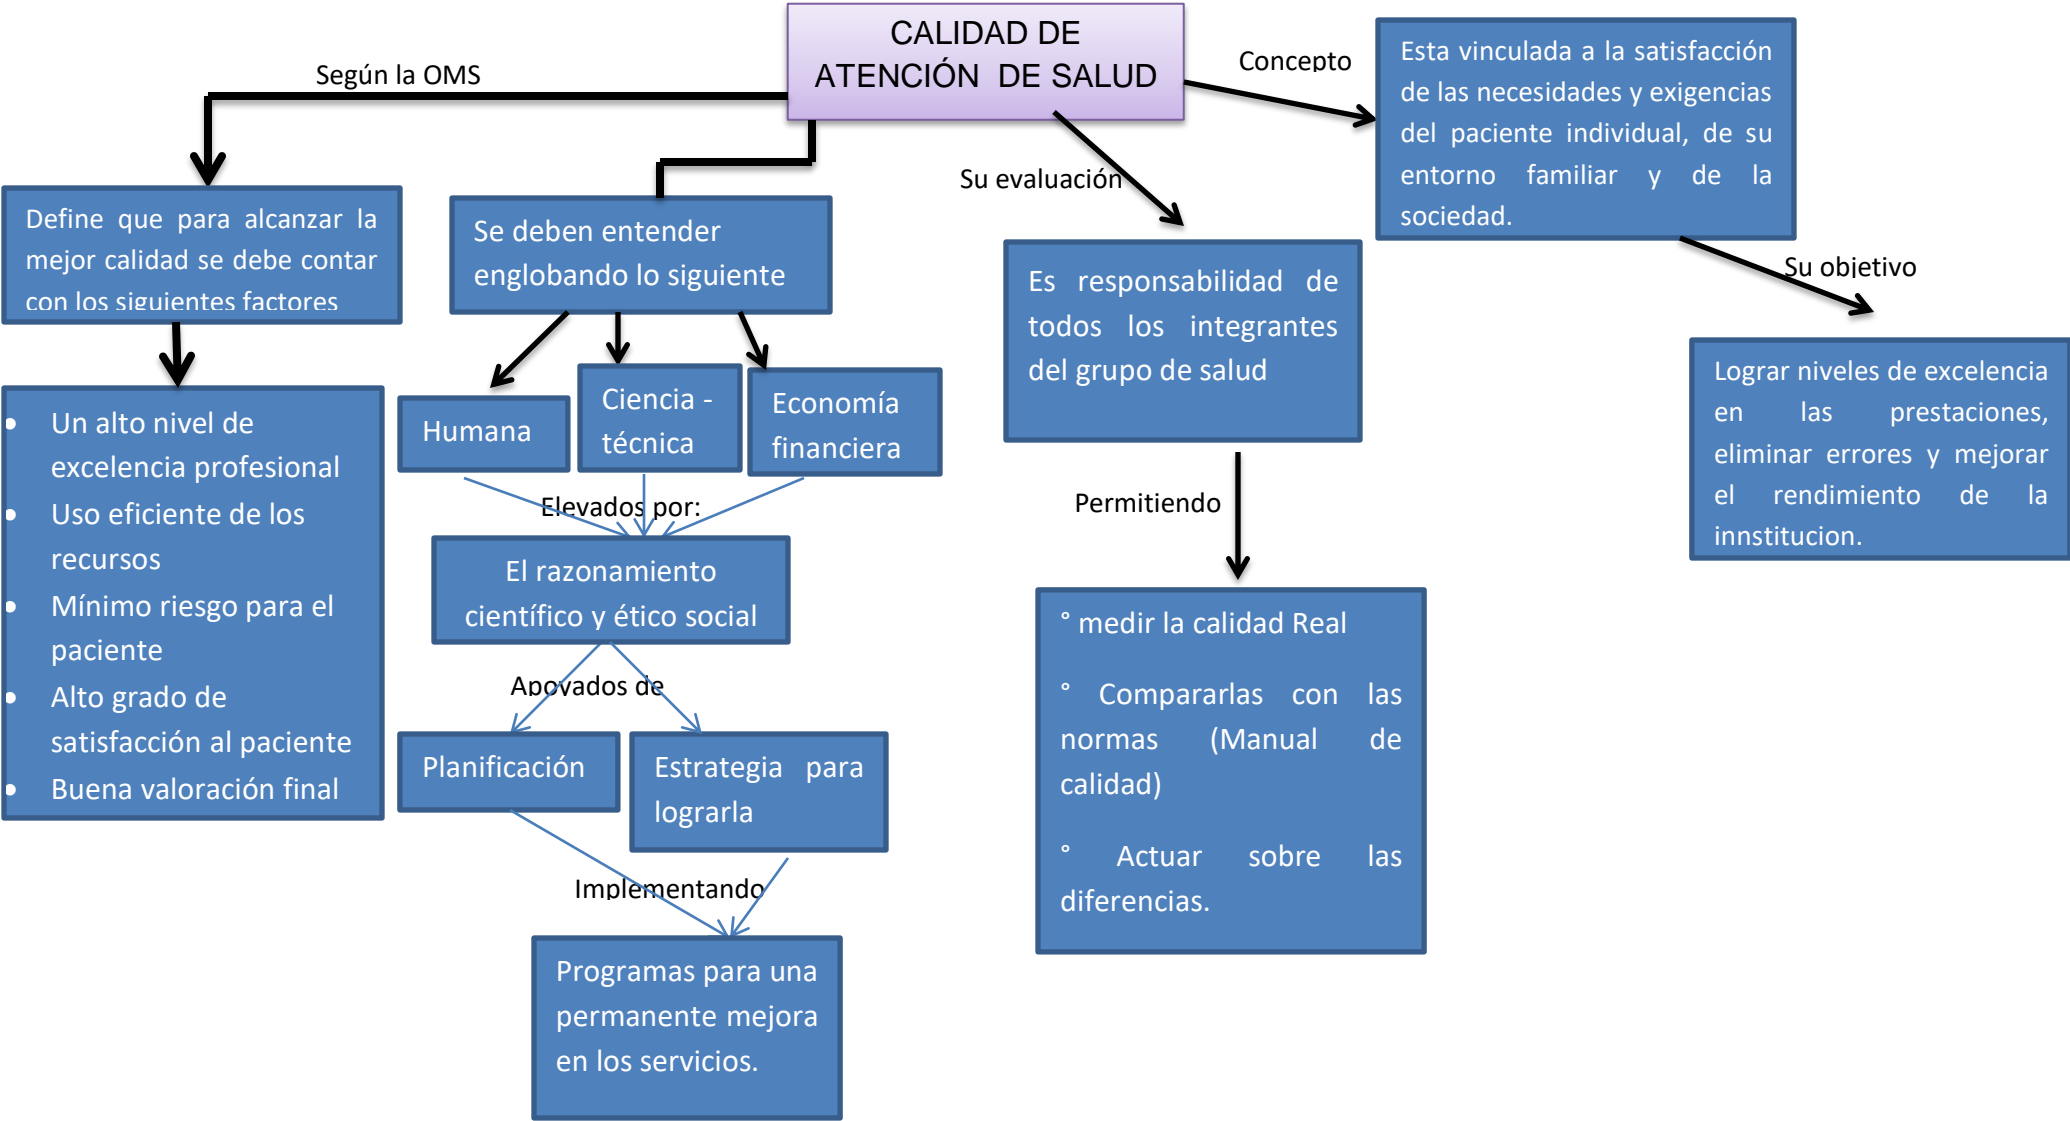 CALIDAD DE
ATENCIÓN DE SALUD
Según la OMS
Define que para alcanzar la
mejor calidad se debe contar
con los siguientes factores
• Un alto nivel de
excelencia profesional
• Uso eficiente de los
recursos
• Mínimo riesgo para el
paciente
• Alto grado de
satisfacción al paciente
• Buena valoración final
Se deben entender
englobando lo siguiente
Humana
Ciencia -
técnica
Economía
financiera
Elevados por:
El razonamiento
científico y ético social
Apoyados de
Planificación
Estrategia para
lograrla
Implementando
Programas para una
permanente mejora
en los servicios.
Su evaluación
Es responsabilidad de
todos los integrantes
del grupo de salud
Permitiendo
° medir la calidad Real
° Compararlas con las
normas (Manual de
calidad)
° Actuar sobre las
diferencias.
Concepto
Esta vinculada a la satisfacción
de las necesidades y exigencias
del paciente individual, de su
entorno familiar y de la
sociedad.
Su objetivo
Lograr niveles de excelencia
en las prestaciones,
eliminar errores y mejorar
el rendimiento de la
innstitucion.